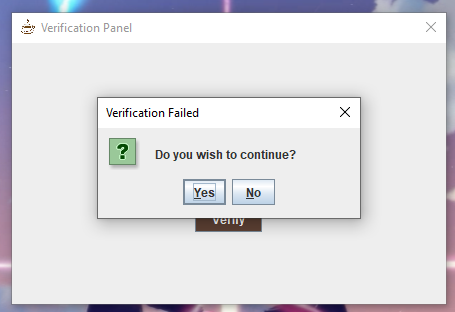 Verification Panel
Verification Failed
?
Do you wish to continue?
Yes No
Verify